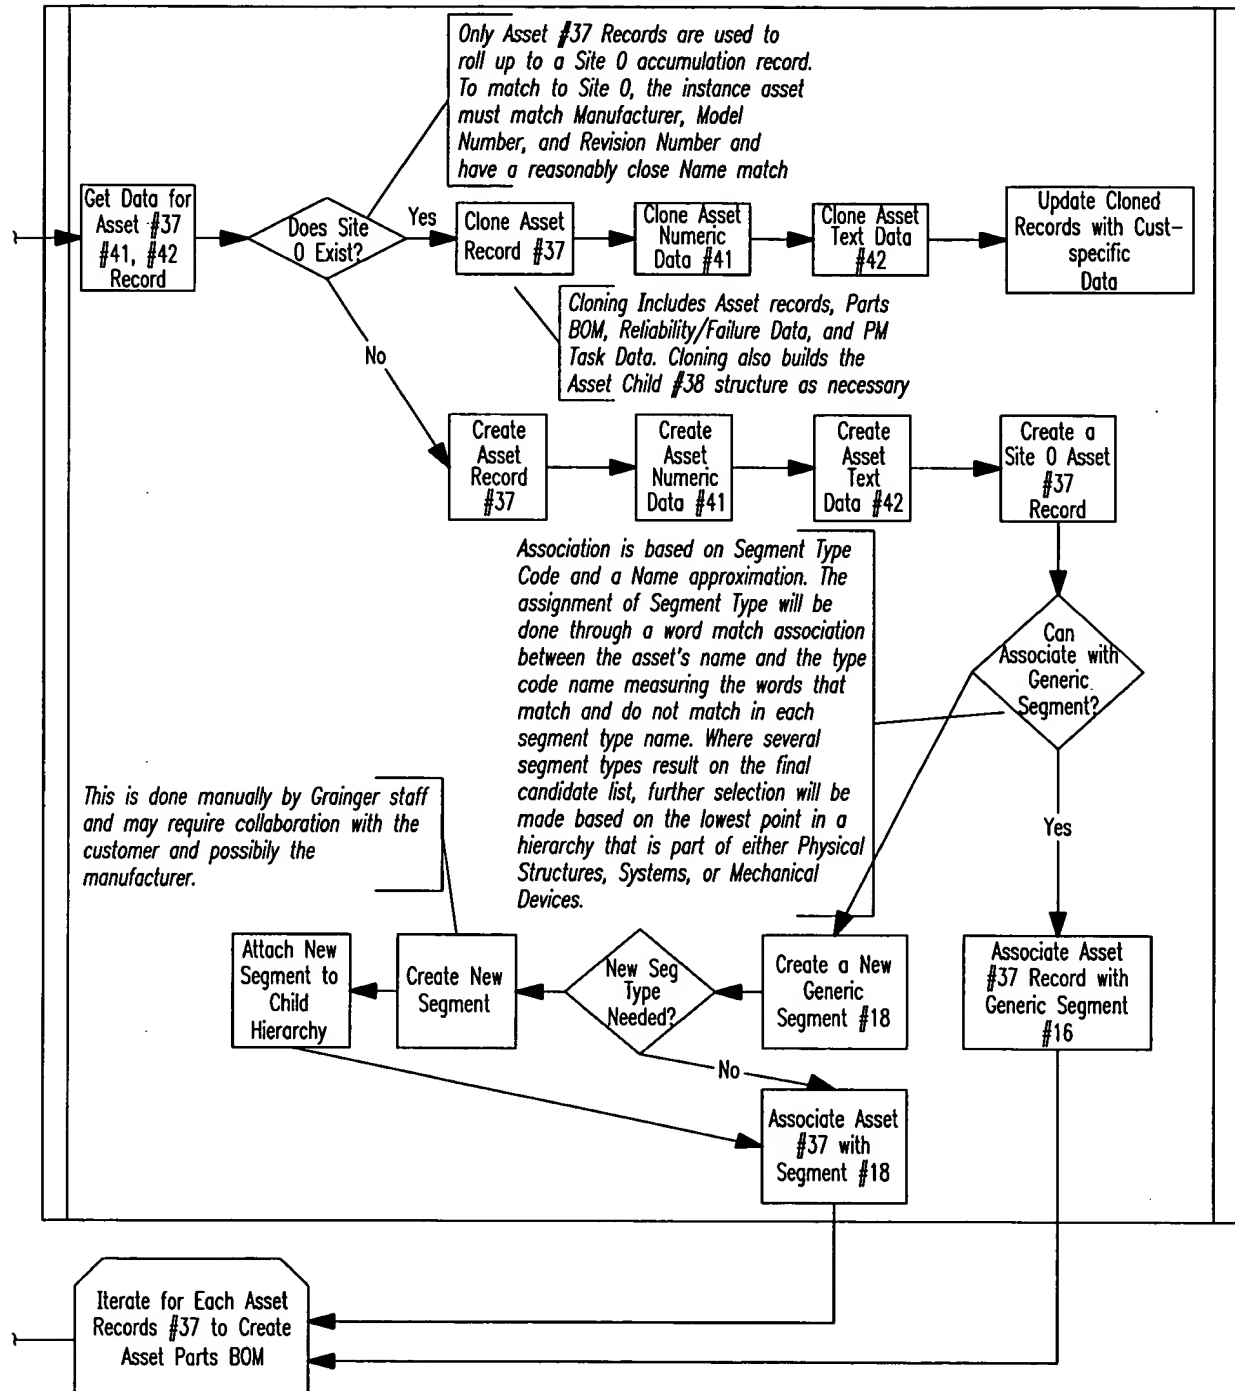 Only Asset #37 Records are used to
roll up to a Site 0 accumulation record.
To match to Site 0, the instance asset
must match Manufacturer, Model
Number, and Revision Number and
have a reasonably close Name match
Get Data for
Asset #37
#41, #42
Record
Does Site
0 Exist?
Yes
Clone Asset
Record #37
Clone Asset
Numeric
Data #41
Clone Asset
Text Data
#42
Update Cloned
Records with Cust-
specific
Data
Cloning Includes Asset records, Parts
BOM, Reliability/Failure Data, and PM
Task Data. Cloning also builds the
Asset Child #38 structure as necessary
No
Create
Asset
Record
#37
Create
Asset
Numeric
Data #41
Create
Asset
Text
Data #42
Create a
Site 0 Asset
#37
Record
Association is based on Segment Type
Code and a Name approximation. The
assignment of Segment Type will be
done through a word match association
between the asset's name and the type
code name measuring the words that
match and do not match in each
segment type name. Where several
segment types result on the final
candidate list, further selection will be
made based on the lowest point in a
hierarchy that is part of either Physical
Structures, Systems, or Mechanical
Devices.
Can
Associate with
Generic
Segment?
Yes
This is done manually by Grainger staff
and may require collaboration with the
customer and possibily the
manufacturer.
Attach New
Segment to
Child
Hierarchy
Create New
Segment
New Seg
Type
Needed?
Create a New
Generic
Segment #18
Associate Asset
#37 Record with
Generic Segment
#16
No
Associate Asset
#37 with
Segment #18
Iterate for Each Asset
Records #37 to Create
Asset Parts BOM